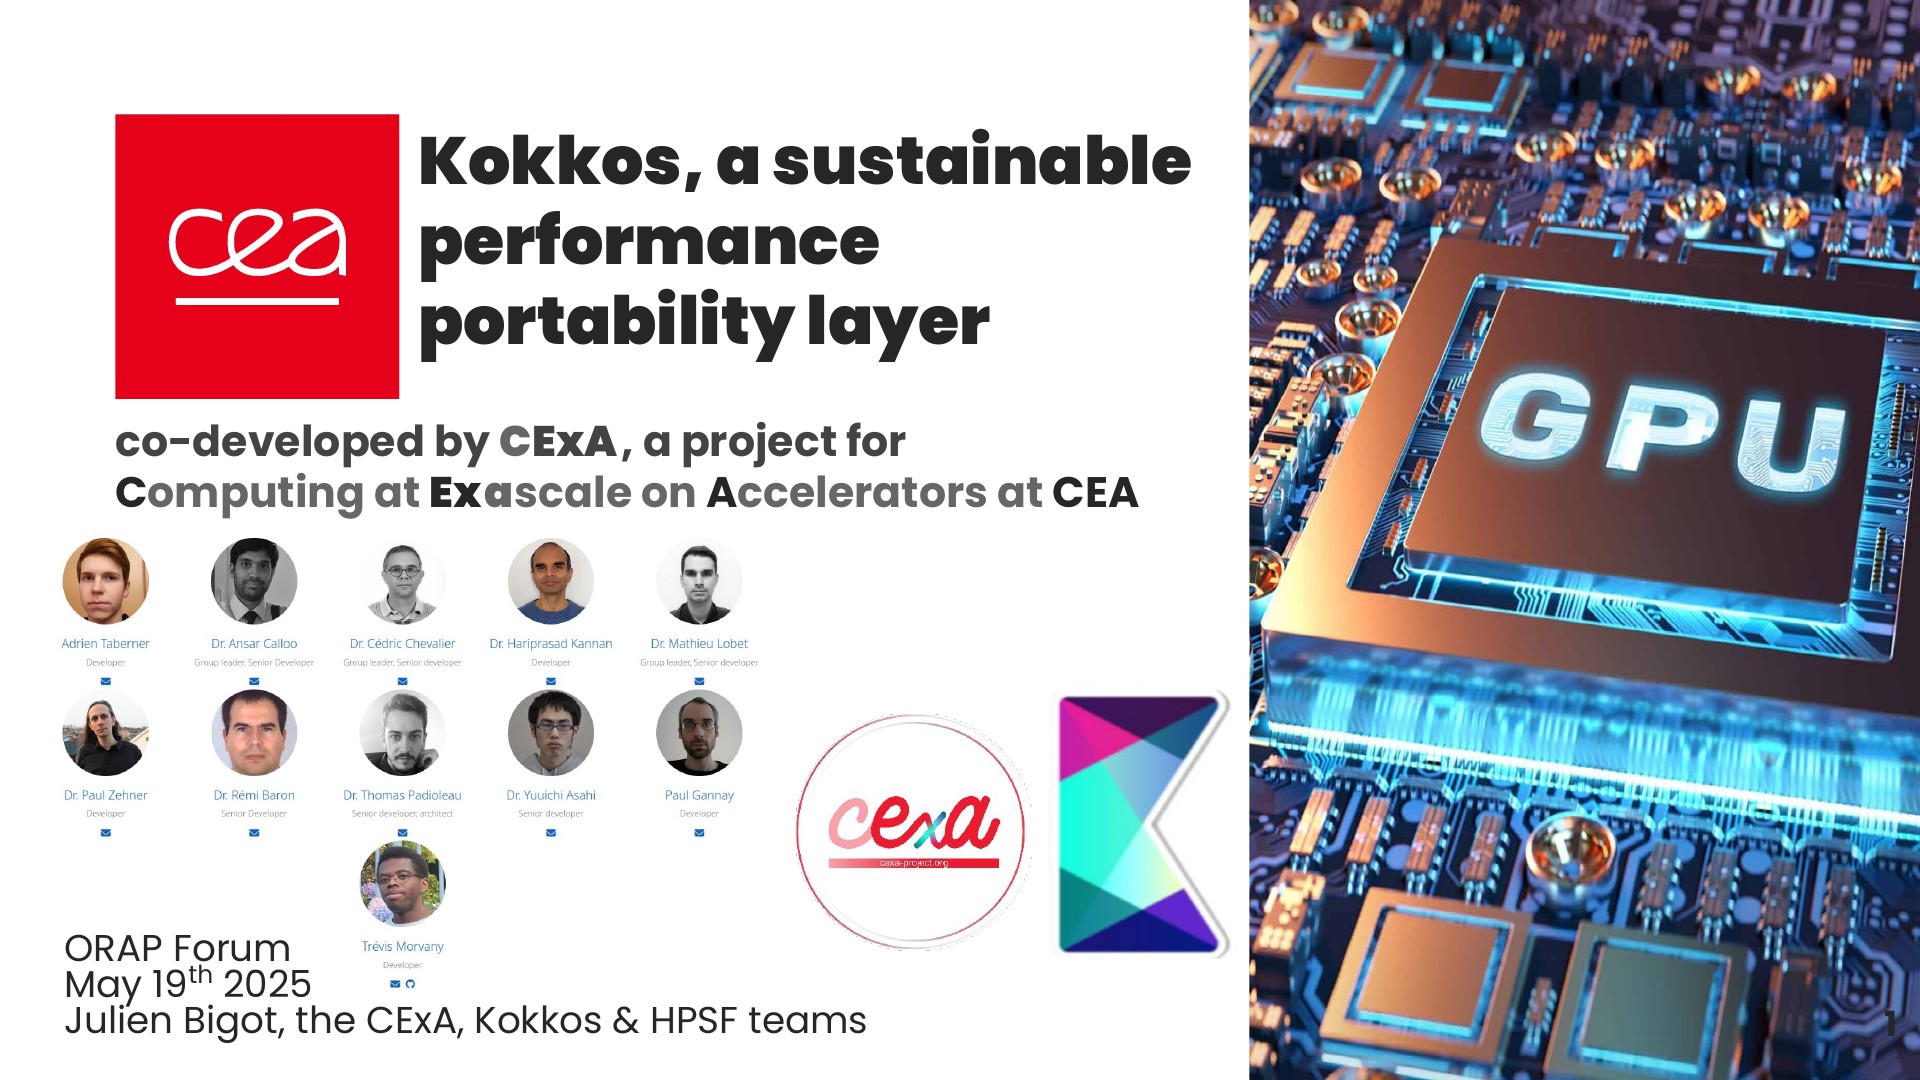 cea
Kokkos, a sustainable
performance
portability layer
co-developed by CExA, a project for
Computing at Exascale on Accelerators at CEA
Adrien Taberner
Developer
Dr. Ansar Calloo
Group leader, Senior Developer
Dr. Cédric Chevalier
Group leader, Senior developer
Dr. Hariprasad Kannan
Developer
Dr. Mathieu Lobet
Group leader, Senior developer
Dr. Paul Zehner
Developer
Dr. Rémi Baron
Senior Developer
Dr. Thomas Padioleau
Senior developer, architect
Dr. Yuuichi Asahi
Senior developer
Paul Gannay
Developer
Trévis Morvany
Developer
cexa
cexa-project.org
ORAP Forum
May 19th 2025
Julien Bigot, the CExA, Kokkos & HPSF teams
GPU
1